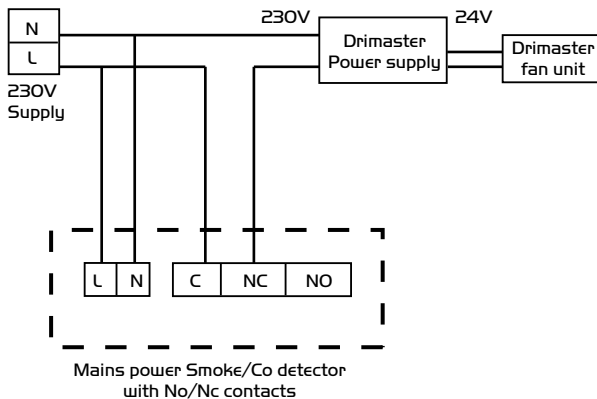 N
L
230V
Supply
230V
24V
Drimaster
Power supply
Drimaster
fan unit
L
N
C
NC
NO
Mains power Smoke/Co detector
with No/Nc contacts